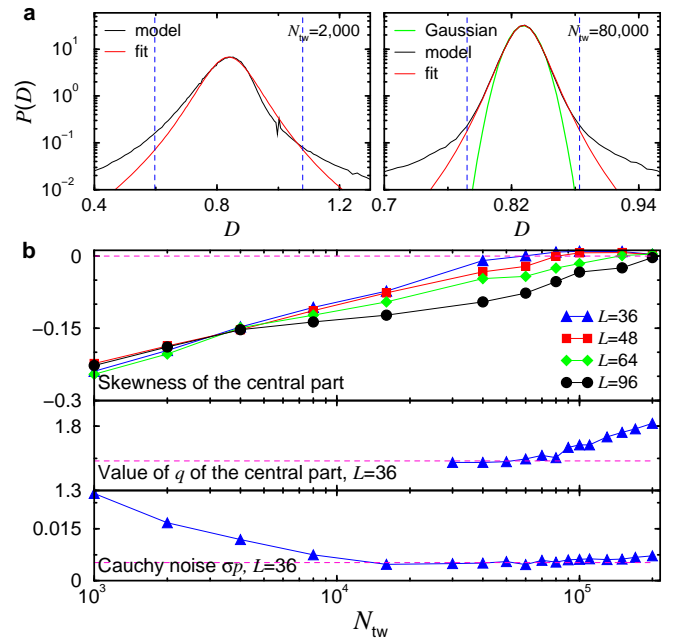 a
model
fit
N_tw=2,000
Gaussian
model
fit
N_tw=80,000
P(D)
10^1
10^0
10^-1
10^-2
0.4 0.8 1.2
D
0.7 0.82 0.94
D
b
0
−0.15
−0.3
L=36
L=48
L=64
L=96
Skewness of the central part
1.8
1.3
Value of q of the central part, L=36
0.015
0
Cauchy noise σp, L=36
10^3 10^4 10^5
N_tw